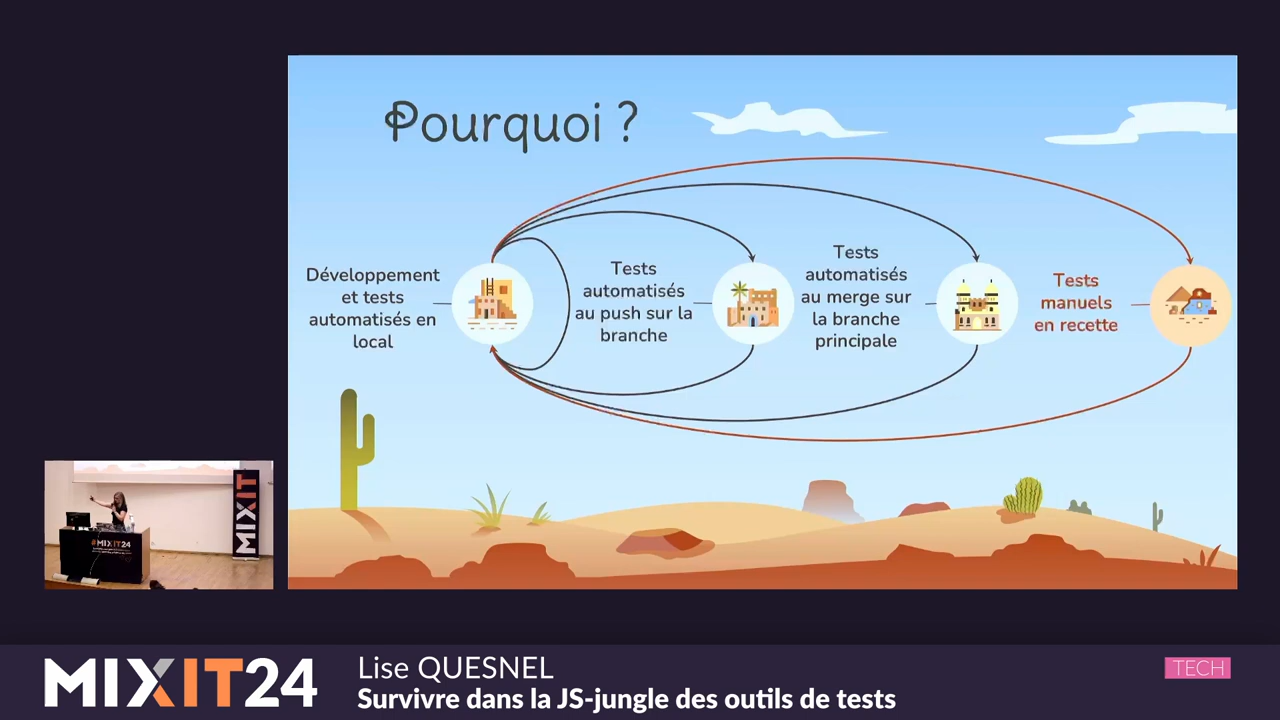 Pourquoi ?
Développement
et tests
automatisés en
local
Tests
automatisés
au push sur la
branche
Tests
automatisés
au merge sur
la branche
principale
Tests
manuels
en recette
MIXIT
#MIXIT24
MIXIT24
Lise QUESNEL
Survivre dans la JS-jungle des outils de tests
TECH